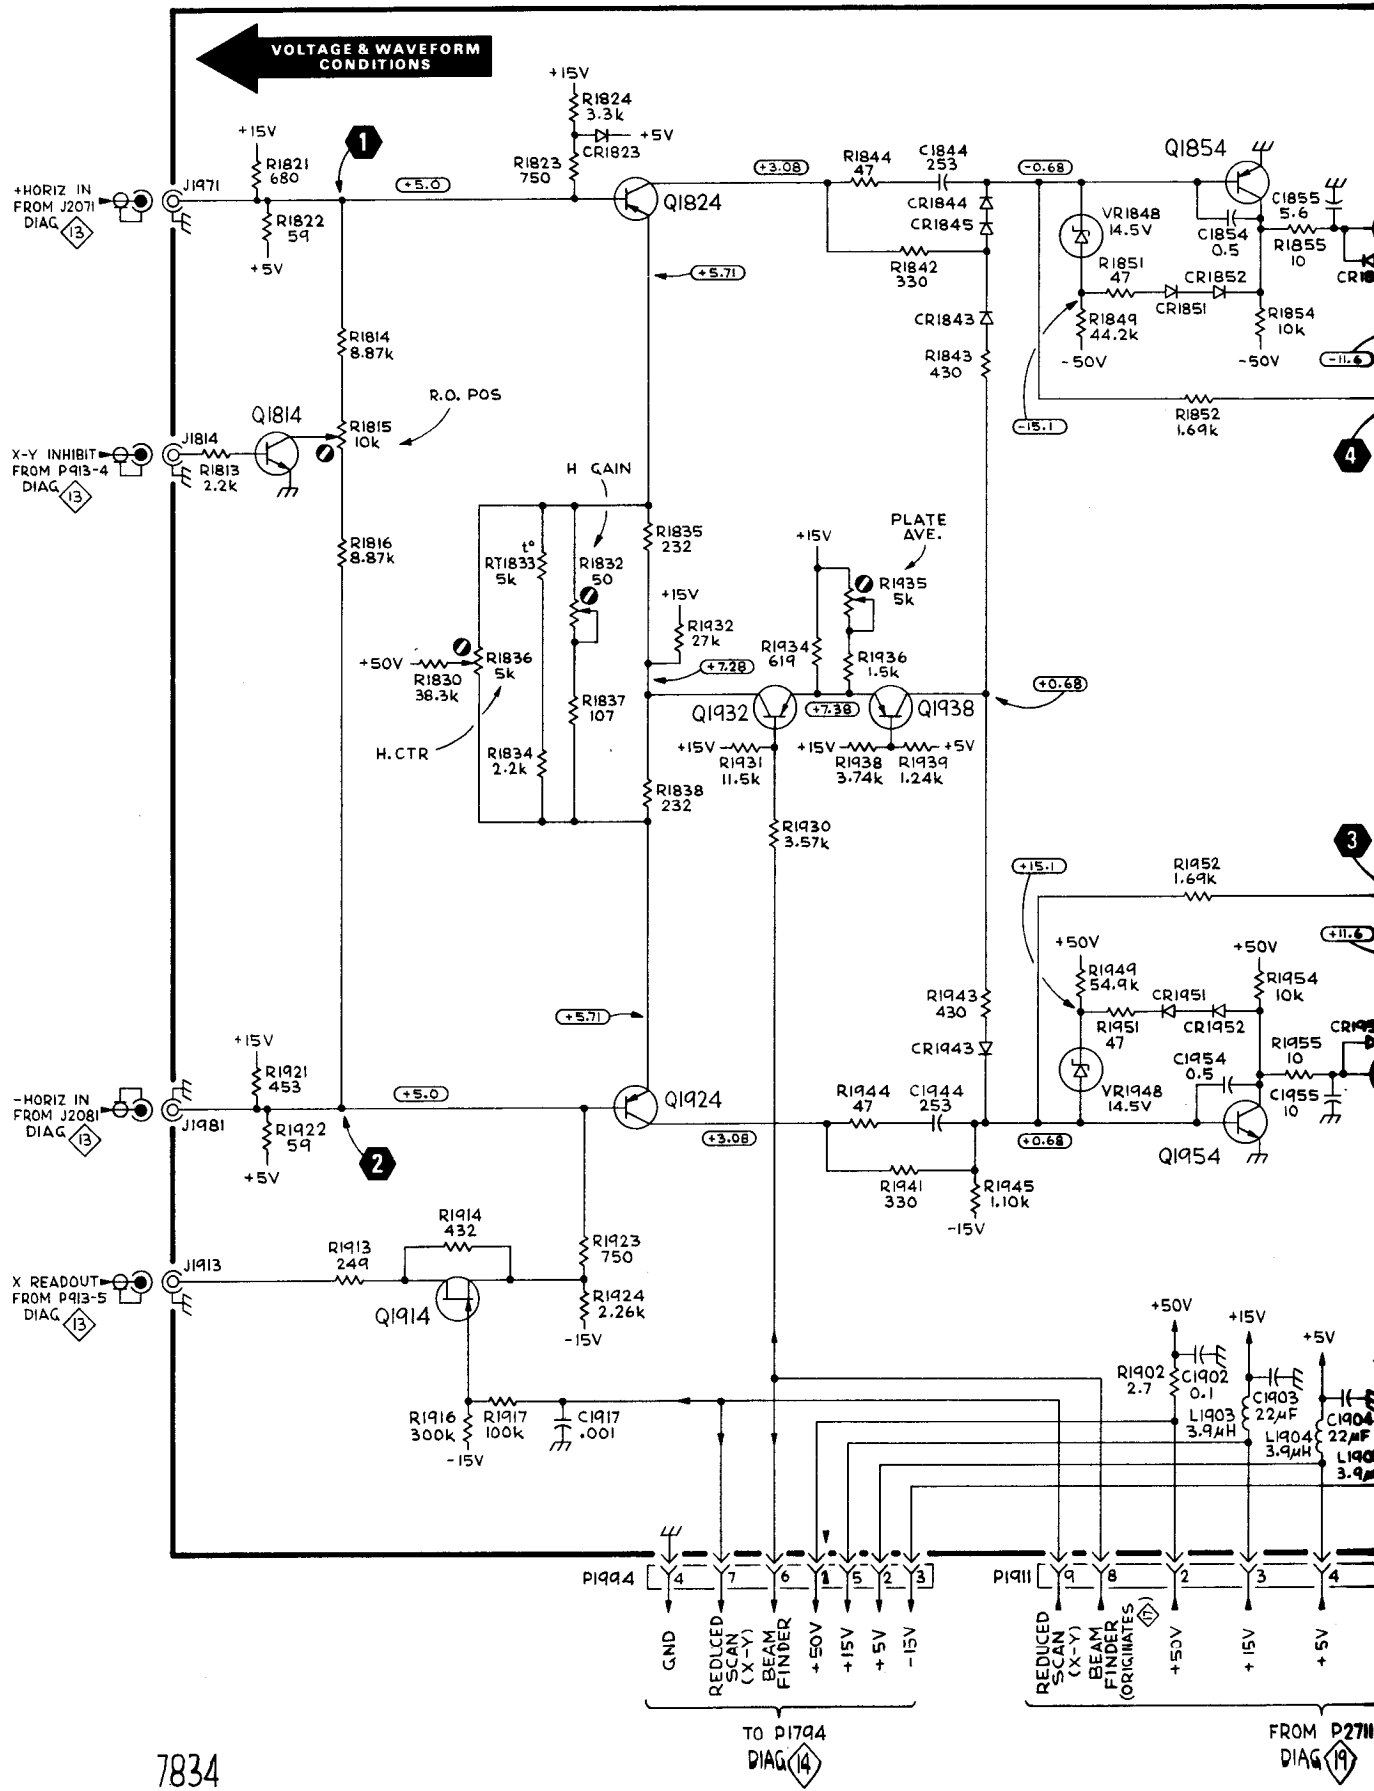 VOLTAGE & WAVEFORM
CONDITIONS
+15V
R1824
3.3k
+5V
CR1823
R1823
750
+15V
R1821
680
1
J1971
+HORIZ IN
FROM J2071
DIAG 13
R1822
59
+5V
+5.0
Q1824
+5.71
+3.08
R1844
47
C1844
253
-0.68
Q1854
CR1844
CR1845
R1842
330
VR1848
14.5V
C1854
0.5
C1855
5.6
R1855
10
R1851
47
CR1852
CR1851
R1849
44.2k
-50V
R1854
10k
-50V
-11.6
CR1843
R1843
430
-15.1
R1852
1.69k
4
R1814
8.87k
R.O. POS
Q1814
R1815
10k
J1814
X-Y INHIBIT
FROM P913-4
DIAG 13
R1813
2.2k
R1816
8.87k
H GAIN
t°
RT1833
5k
R1832
50
R1835
232
+15V
R1932
27k
+7.28
+50V
R1830
38.3k
R1836
5k
H.CTR
R1834
2.2k
R1837
107
R1838
232
PLATE
AVE.
+15V
R1935
5k
R1934
619
R1936
1.5k
Q1932
+7.38
Q1938
+0.68
+15V
R1931
11.5k
+15V
R1938
3.74k
R1939
1.24k
+5V
R1930
3.57k
3
+15.1
R1952
1.69k
+11.6
+50V
R1949
54.9k
+50V
R1954
10k
CR1951
CR1952
R1951
47
R1955
10
C1954
0.5
C1955
10
VR1948
14.5V
Q1954
R1943
430
CR1943
+5.71
+15V
R1921
453
-HORIZ IN
FROM J2081
DIAG 13
J1981
R1922
59
+5V
+5.0
2
Q1924
+3.08
R1944
47
C1944
253
+0.68
R1941
330
R1945
1.10k
-15V
R1914
432
R1913
249
J1913
X READOUT
FROM P913-5
DIAG 13
Q1914
R1923
750
R1924
2.26k
-15V
R1916
300k
-15V
R1917
100k
C1917
.001
+50V
R1902
2.7
C1902
0.1
+15V
C1903
22µF
L1903
3.9µH
+5V
C1904
22µF
L1904
3.9µH
P1994
4 7 6 1 5 2 3
GND
REDUCED
SCAN
(X-Y)
BEAM
FINDER
+50V
+15V
+5V
-15V
TO P1794
DIAG 14
P1911
9 8 2 3 4
REDUCED
SCAN
(X-Y)
BEAM
FINDER
(ORIGINATES 17)
+50V
+15V
+5V
FROM P2711
DIAG 19
7834